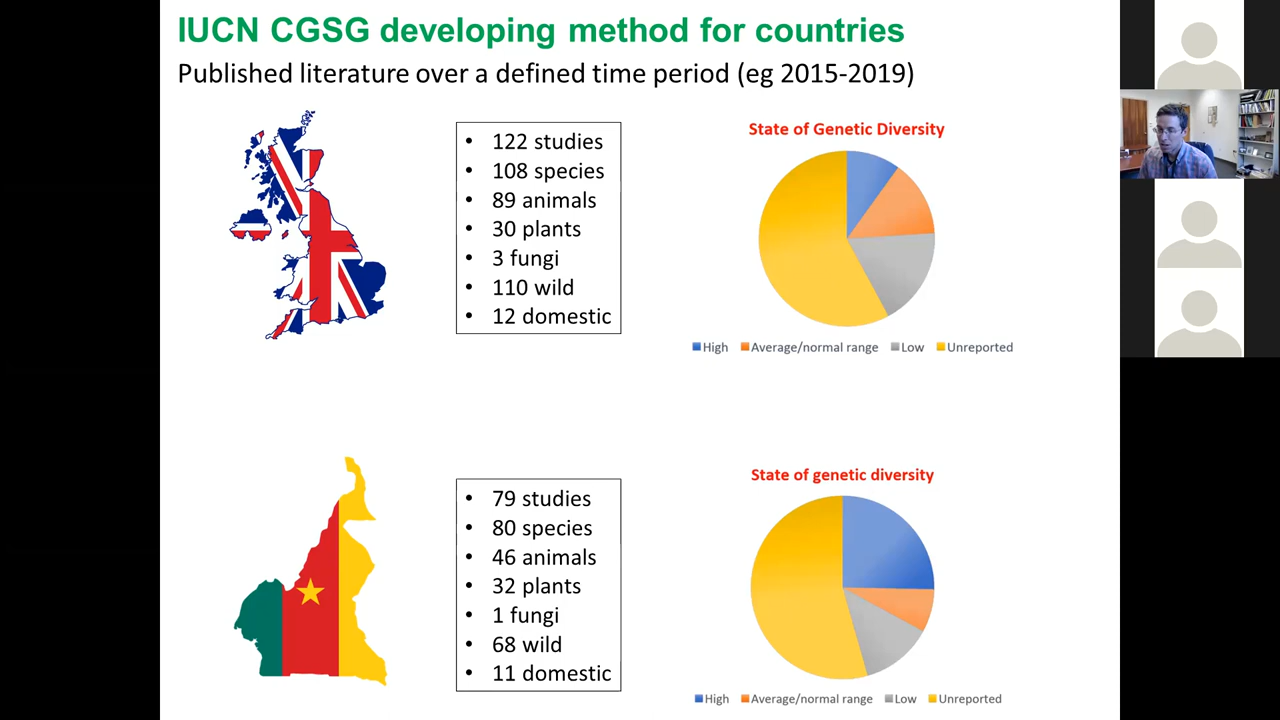 IUCN CGSG developing method for countries
Published literature over a defined time period (eg 2015-2019)
• 122 studies
• 108 species
• 89 animals
• 30 plants
• 3 fungi
• 110 wild
• 12 domestic
State of Genetic Diversity
High Average/normal range Low Unreported
• 79 studies
• 80 species
• 46 animals
• 32 plants
• 1 fungi
• 68 wild
• 11 domestic
State of genetic diversity
High Average/normal range Low Unreported